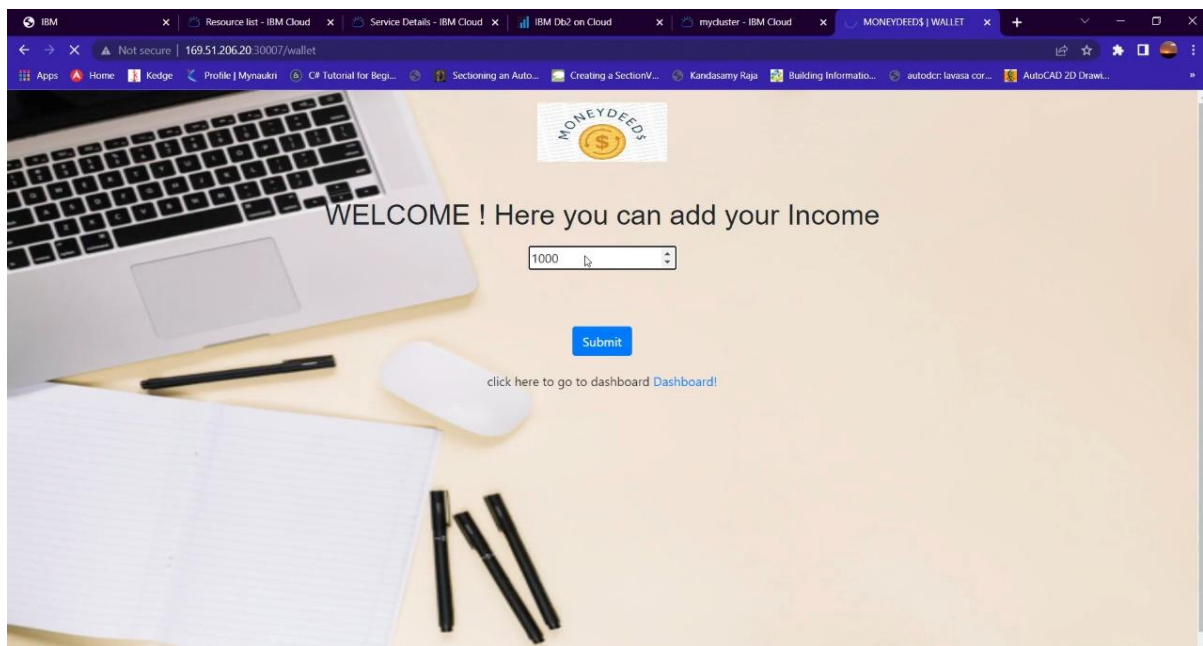 IBM
Resource list - IBM Cloud
Service Details - IBM Cloud
IBM Db2 on Cloud
mycluster - IBM Cloud
MONEYDEED$ | WALLET
Not secure | 169.51.206.20:30007/wallet
Apps
Home
Kedge
Profile | Mynaukri
C# Tutorial for Begi...
Sectioning an Auto...
Creating a SectionV...
Kandasamy Raja
Building Informatio...
autodcr: lavasa cor...
AutoCAD 2D Drawi...
»
MONEYDEED$
$
WELCOME ! Here you can add your Income
1000
Submit
click here to go to dashboard Dashboard!